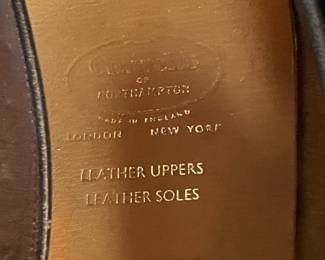 OF
NORTHAMPTON
MADE IN ENGLAND
LONDON NEW YORK
LEATHER UPPERS
LEATHER SOLES